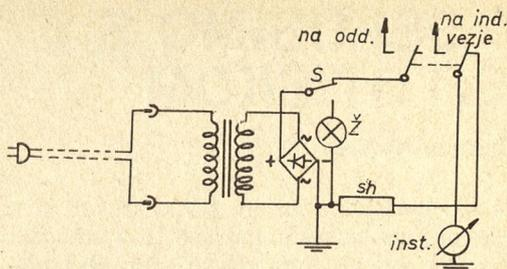 na odd.
na ind.
vezje
S
Ž
+
~
-
~
sh
inst.